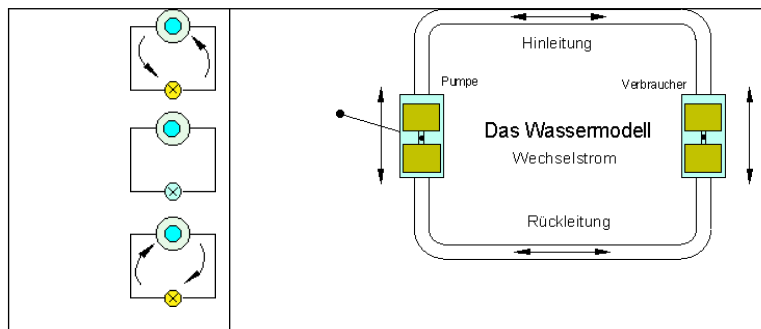 Hinleitung
Pumpe
Verbraucher
Das Wassermodell
Wechselstrom
Rückleitung